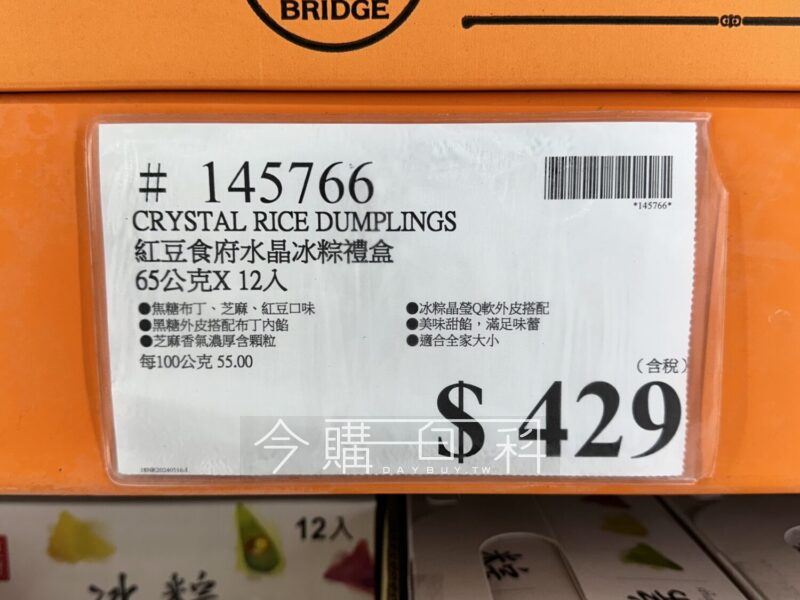 BRIDGE
# 145766
*145766*
CRYSTAL RICE DUMPLINGS
紅豆食府水晶冰粽禮盒
65公克X 12入
●焦糖布丁、芝麻、紅豆口味
●黑糖外皮搭配布丁內餡
●芝麻香氣濃厚含顆粒
●冰粽晶瑩Q軟外皮搭配
●美味甜餡，滿足味蕾
●適合全家大小
每100公克 55.00
(含稅)
$ 429
今購百科
DAYBUY.TW
12入
冰粽